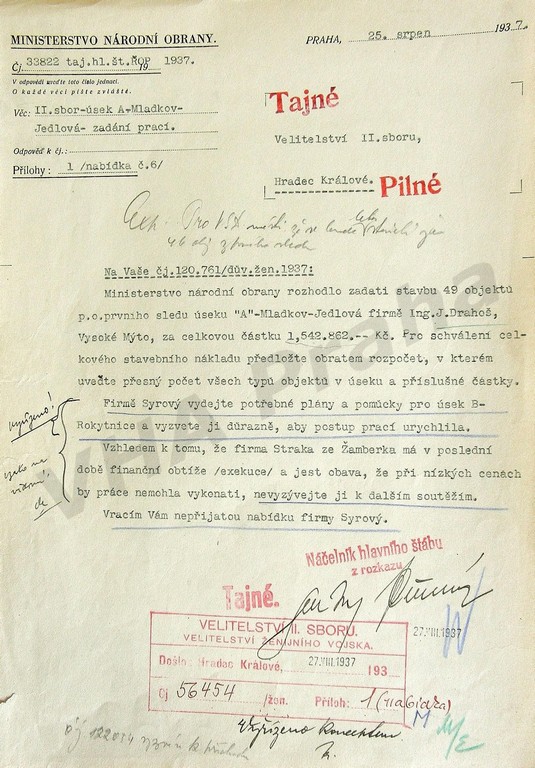 MINISTERSTVO NÁRODNÍ OBRANY.
PRAHA, 25. srpen 1937.
Čj 33822 taj.hl.št.ŘOP 1937.
19
V odpovědi uveďte toto číslo jednací.
O každé věci pište zvláště.
Věc: II.sbor-úsek A-Mladkov-
Jedlová- zadání prací.
Odpověď k čj.:
Přílohy: 1 /nabídka č.6/
Tajné
Velitelství II.sboru,
Hradec Králové.
Pilné
Pro VSV
Na Vaše čj.120.761/dův.žen.1937:
Ministerstvo národní obrany rozhodlo zadati stavbu 49 objektů
p.o.prvního sledu úseku "A"-Mladkov-Jedlová firmě Ing.J.Drahoš,
Vysoké Mýto, za celkovou částku 1,542.862.-- Kč. Pro schválení cel-
kového stavebního nákladu předložte obratem rozpočet, v kterém
uveďte přesný počet všech typů objektů v úseku a příslušné částky.
Firmě Syrový vydejte potřebné plány a pomůcky pro úsek B-
Rokytnice a vyzvete ji důrazně, aby postup prací urychlila.
Vzhledem k tomu, že firma Straka ze Žamberka má v poslední
době finanční obtíže /exekuce/ a jest obava, že při nízkých cenách
by práce nemohla vykonati, nevyzývejte ji k dalším soutěžím.
Vracím Vám nepřijatou nabídku firmy Syrový.
vyřízeno!
VÚA Praha
Náčelník hlavního štábu
z rozkazu
Tajné.
VELITELSTVÍ II. SBORU.
VELITELSTVÍ ŽENIJNÍHO VOJSKA.
27.VIII.1937
Došlo: Hradec Králové, 27.VIII.1937 193
Čj 56454 /žen. Příloh: 1 (nabídka)
M
Vyřízeno konceptem.